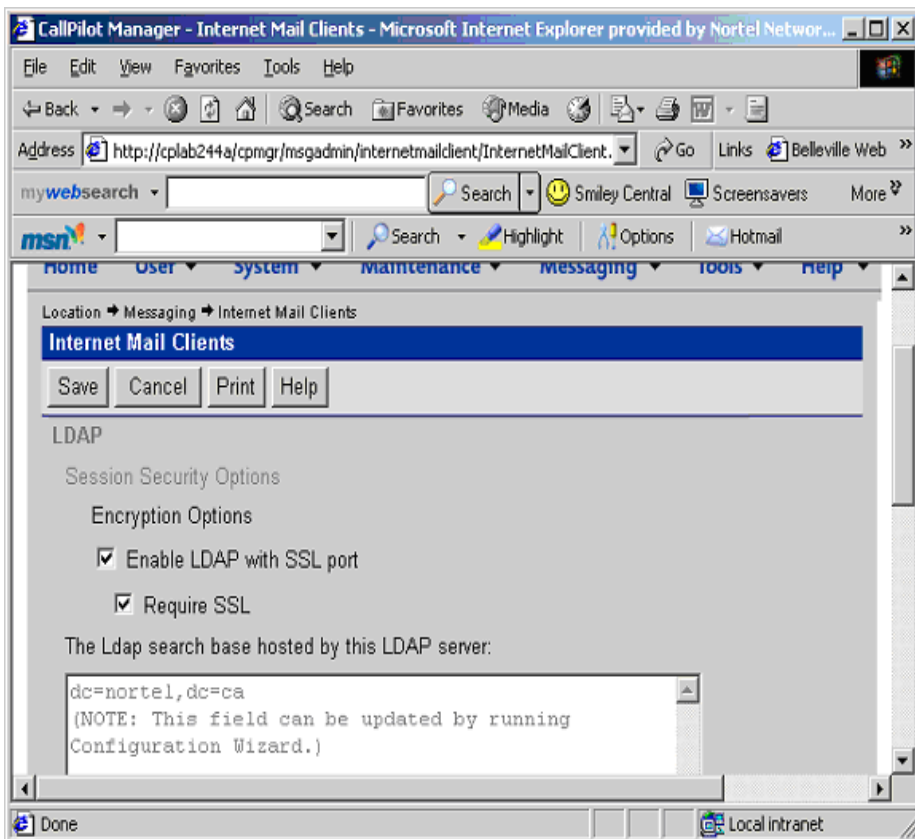 CallPilot Manager - Internet Mail Clients - Microsoft Internet Explorer provided by Nortel Networ...
File Edit View Favorites Tools Help
Back Search Favorites Media
Address http://cplab244a/cpmgr/msgadmin/internetmailclient/InternetMailClient. Go Links Belleville Web »
mywebsearch Search Smiley Central Screensavers More
msn Search Highlight Options Hotmail »
Home User System Maintenance Messaging Tools Help
Location → Messaging → Internet Mail Clients
Internet Mail Clients
Save Cancel Print Help
LDAP
Session Security Options
Encryption Options
Enable LDAP with SSL port
Require SSL
The Ldap search base hosted by this LDAP server:
dc=nortel,dc=ca
(NOTE: This field can be updated by running
Configuration Wizard.)
Done Local intranet